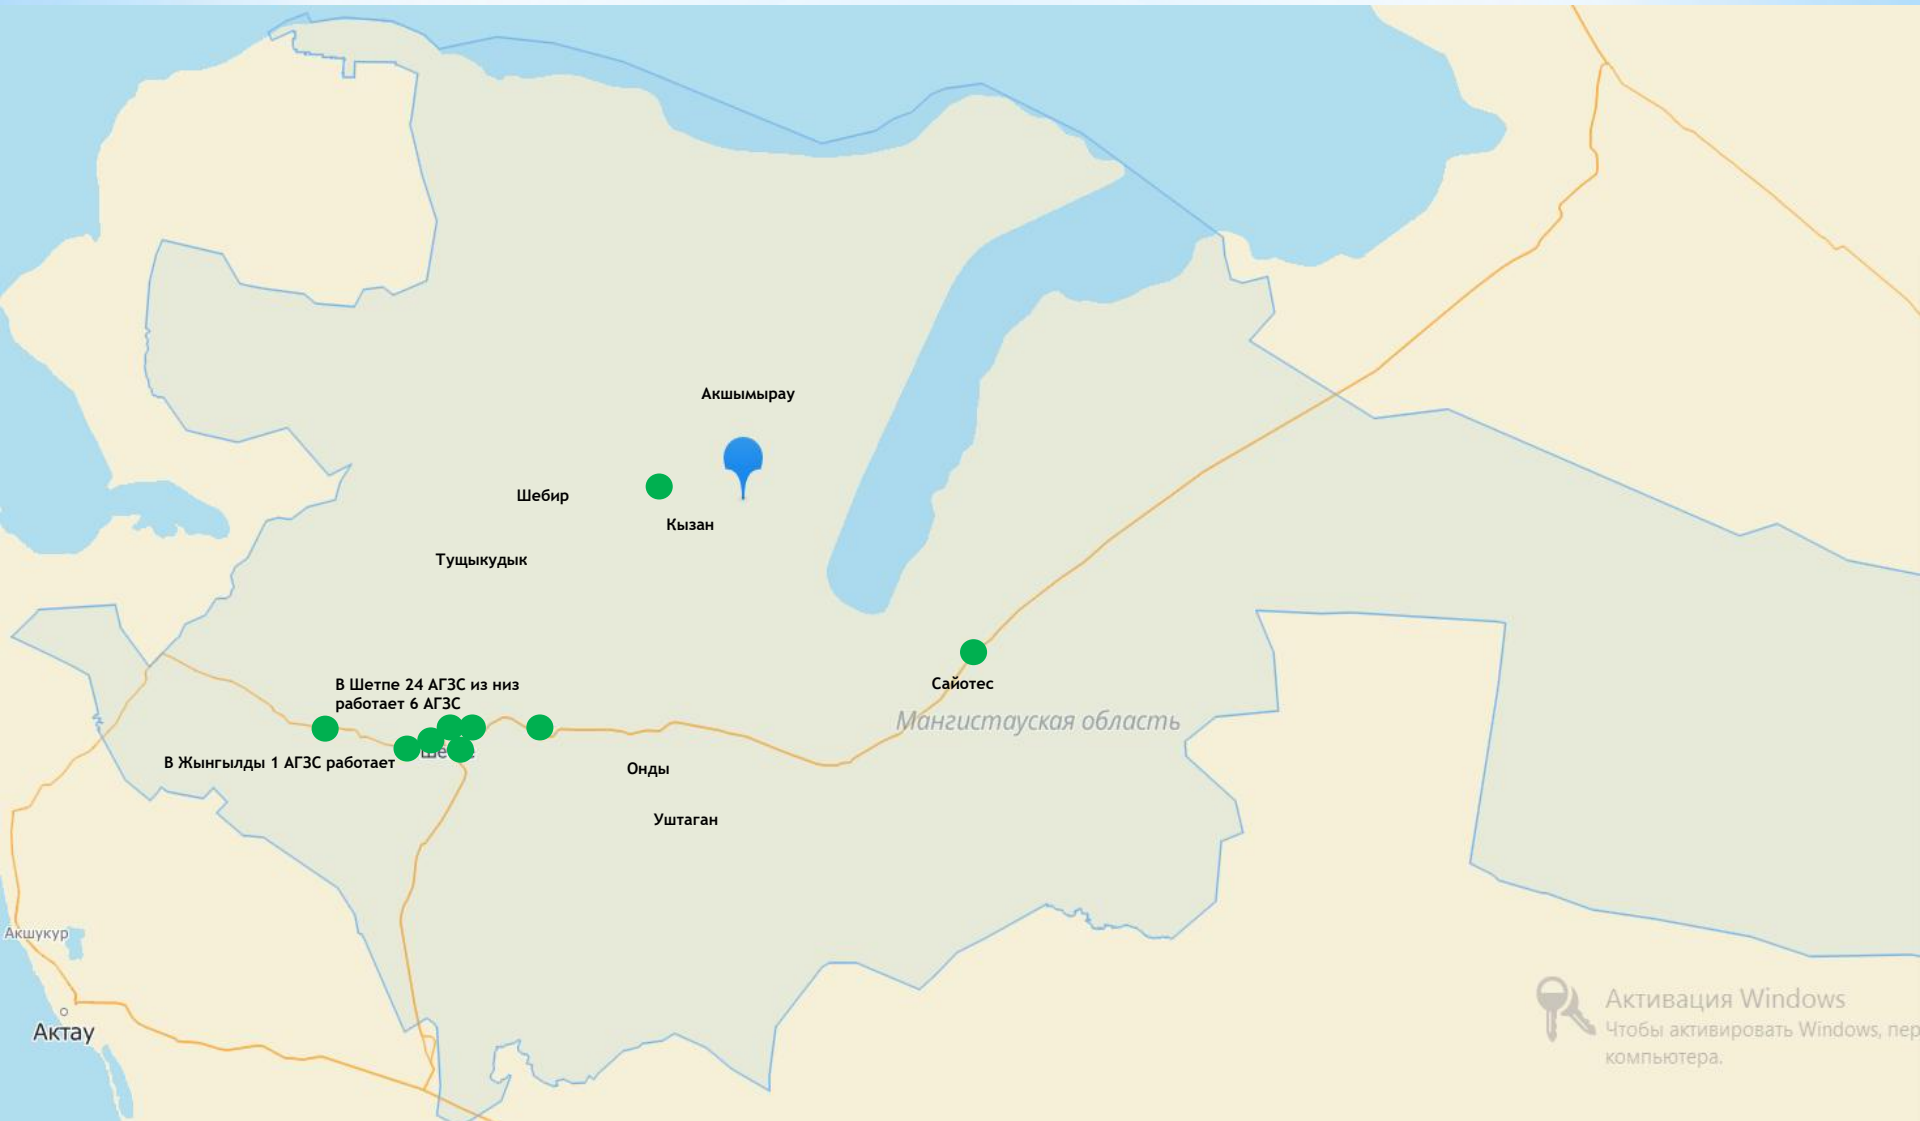 Акшымырау
Шебир
Кызан
Тущыкудык
В Шетпе 24 АГЗС из низ
работает 6 АГЗС
Сайотес
Мангистауская область
В Жынгылды 1 АГЗС работает
Онды
Уштаган
Акшукур
Актау
Активация Windows
Чтобы активировать Windows, пер
компьютера.